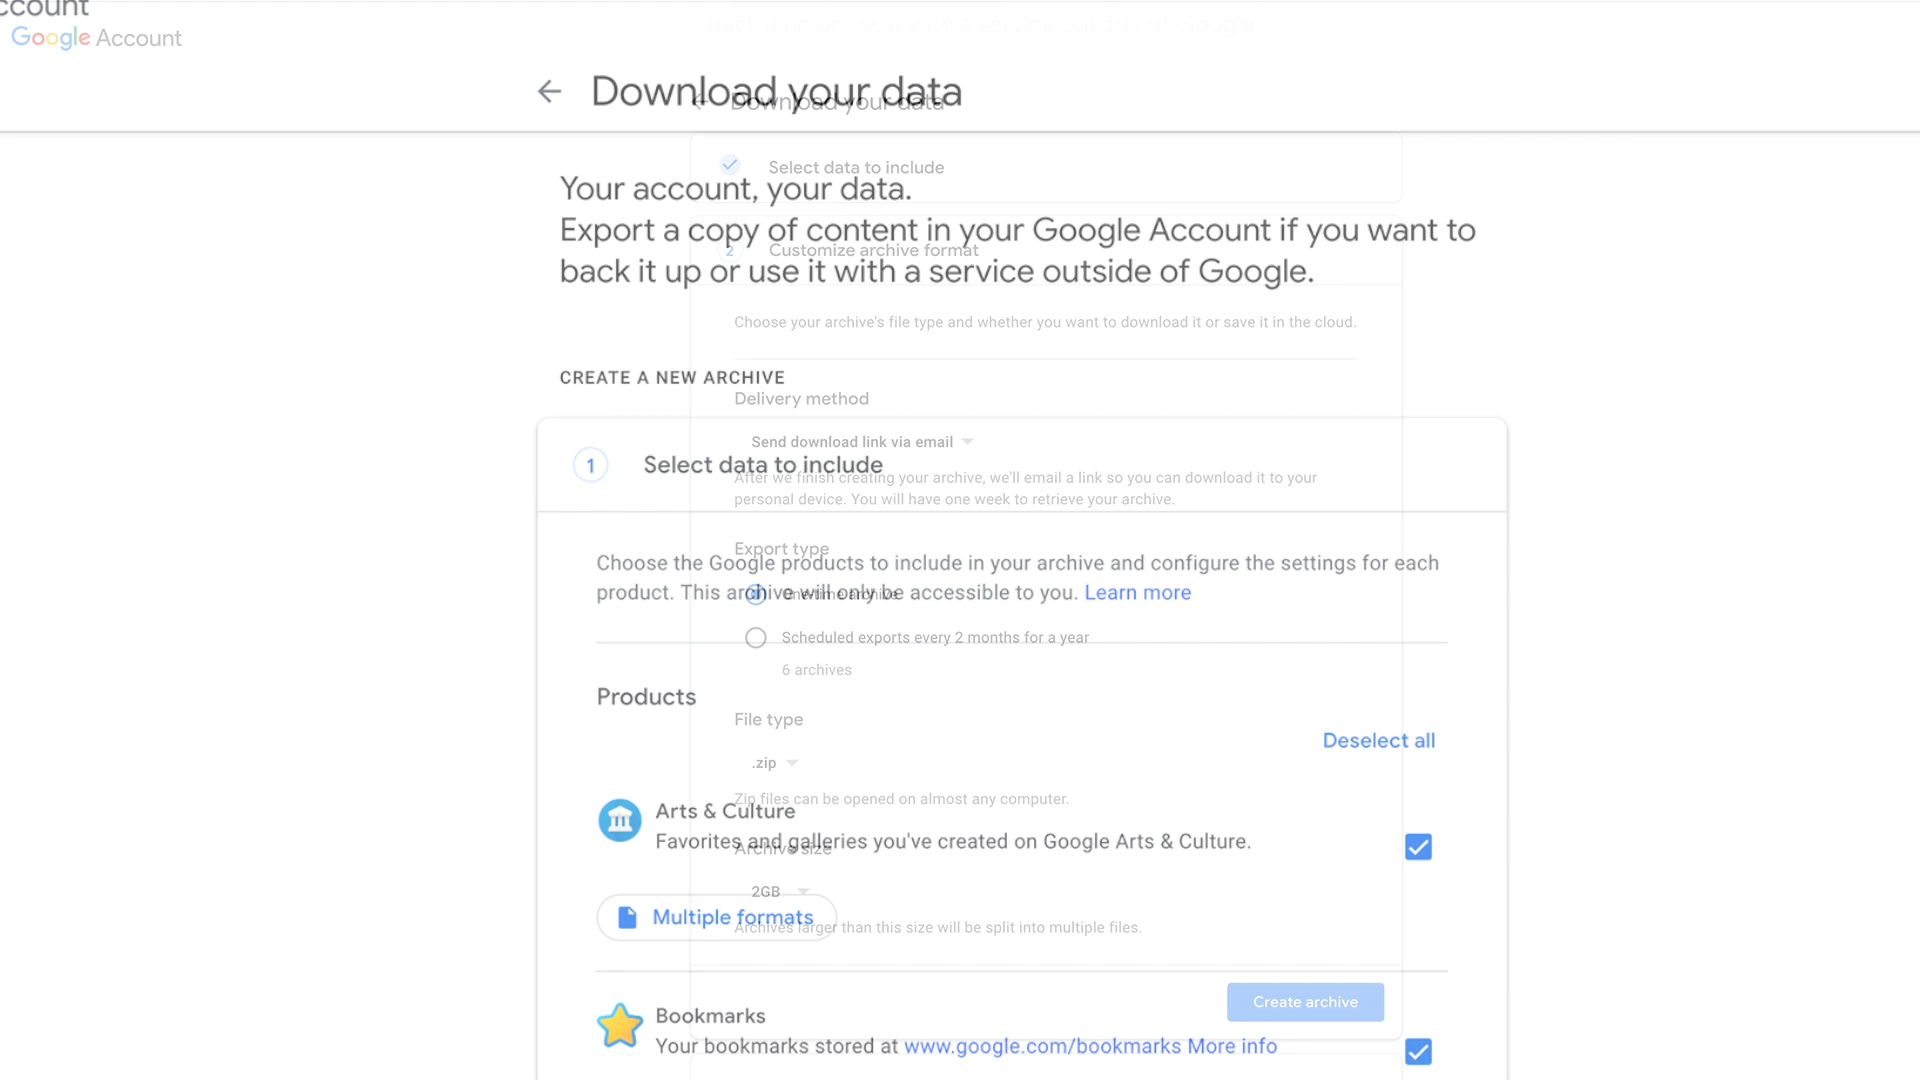 ccount
Google Account
Download your data
Download your data
Select data to include
Your account, your data.
Export a copy of content in your Google Account if you want to
back it up or use it with a service outside of Google.
2
Customize archive format
Choose your archive's file type and whether you want to download it or save it in the cloud.
CREATE A NEW ARCHIVE
Delivery method
Send download link via email
1
Select data to include
After we finish creating your archive, we'll email a link so you can download it to your
personal device. You will have one week to retrieve your archive.
Export type
Choose the Google products to include in your archive and configure the settings for each
product. This archive will only be accessible to you. Learn more
One-time archive
Scheduled exports every 2 months for a year
6 archives
Products
File type
Deselect all
.zip
Zip files can be opened on almost any computer.
Arts & Culture
Favorites and galleries you've created on Google Arts & Culture.
Archive size
2GB
Multiple formats
Archives larger than this size will be split into multiple files.
Create archive
Bookmarks
Your bookmarks stored at www.google.com/bookmarks More info